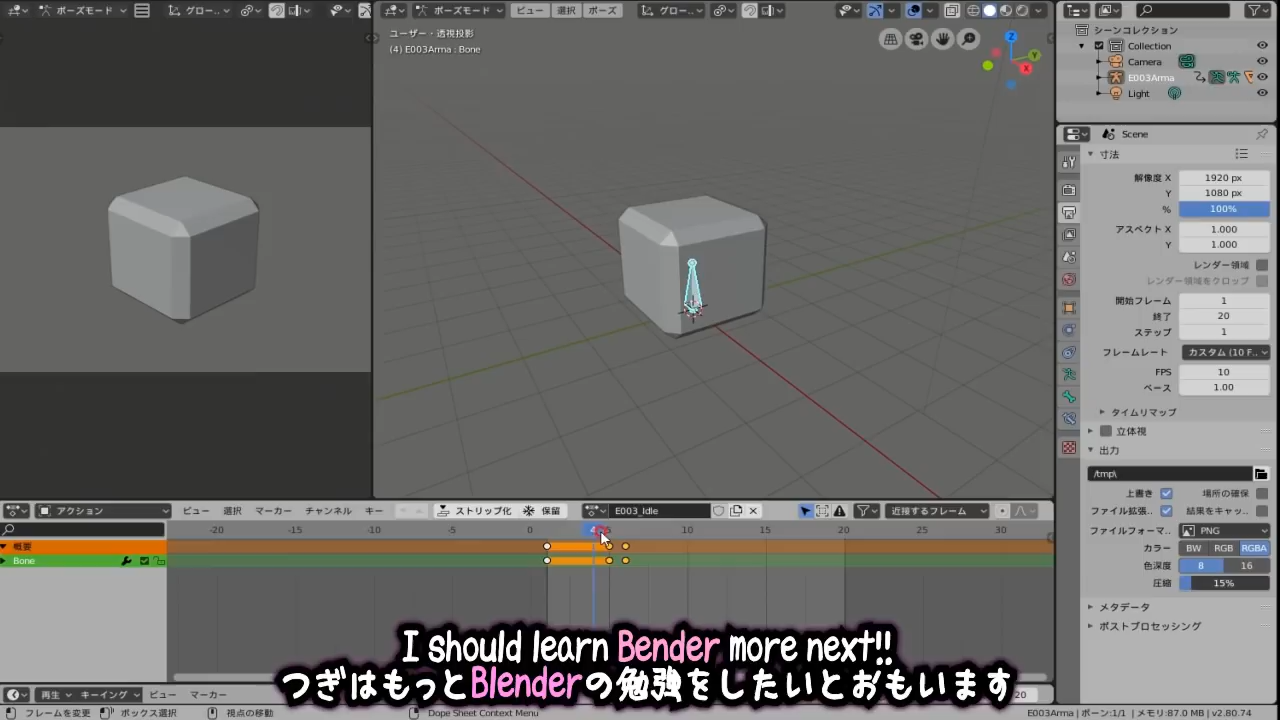 ポーズモード
グロー..
ポーズモード
ビュー
選択
ポーズ
グロー..
ユーザー・透視投影
(4) E003Arma : Bone
Z
Y
X
シーンコレクション
Collection
Camera
E003Arma
Light
Scene
寸法
解像度 X 1920 px
Y 1080 px
% 100%
アスペクト X 1.000
Y 1.000
レンダー領域
レンダー領域をクロップ
開始フレーム 1
終了 20
ステップ 1
フレームレート カスタム (10 F..
FPS 10
ベース 1.00
タイムリマップ
立体視
出力
/tmp\
上書き 場所の確保
ファイル拡張.. 結果をキャッ..
ファイルフォーマ.. PNG
カラー BW RGB RGBA
色深度 8 16
圧縮 15%
メタデータ
ポストプロセッシング
アクション
ビュー 選択 マーカー チャンネル キー
ストリップ化 保留
E003_Idle
近接するフレーム
-20 -15 -10 -5 0 4 5 10 15 20 25 30
概要
Bone
I should learn Bender more next!!
つぎはもっとBlenderの勉強をしたいとおもいます
再生 キーイング ビュー マーカー
20
フレームを変更
ボックス選択
視点の移動
Dope Sheet Context Menu
E003Arma | ボーン:1/1 | メモリ:87.0 MB | v2.80.74